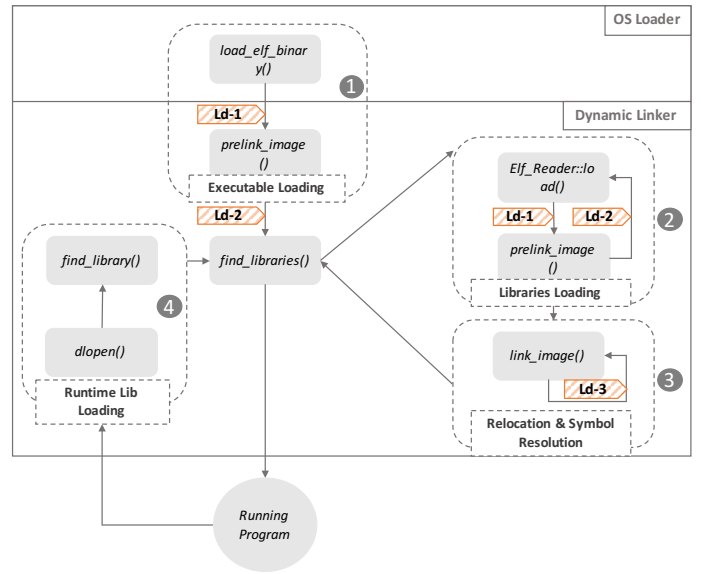 OS Loader
load_elf_binar
y()
1
Ld-1
Dynamic Linker
prelink_image
()
Executable Loading
Ld-2
Elf_Reader::lo
ad()
Ld-1
Ld-2
2
prelink_image
()
Libraries Loading
find_library()
find_libraries()
4
dlopen()
Runtime Lib
Loading
link_image()
3
Ld-3
Relocation & Symbol
Resolution
Running
Program